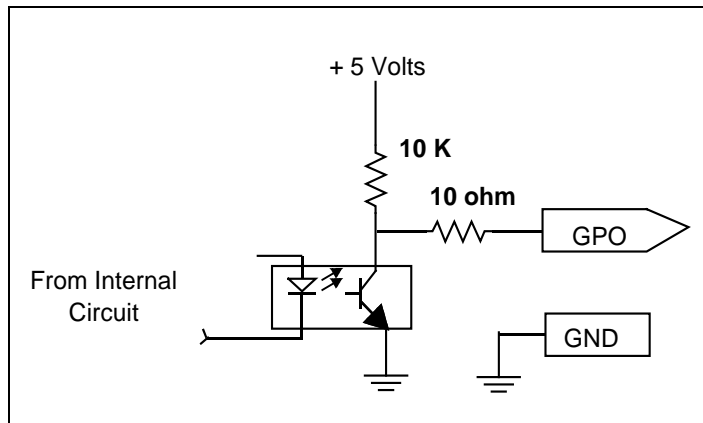 + 5 Volts
10 K
10 ohm
GPO
From Internal
Circuit
GND